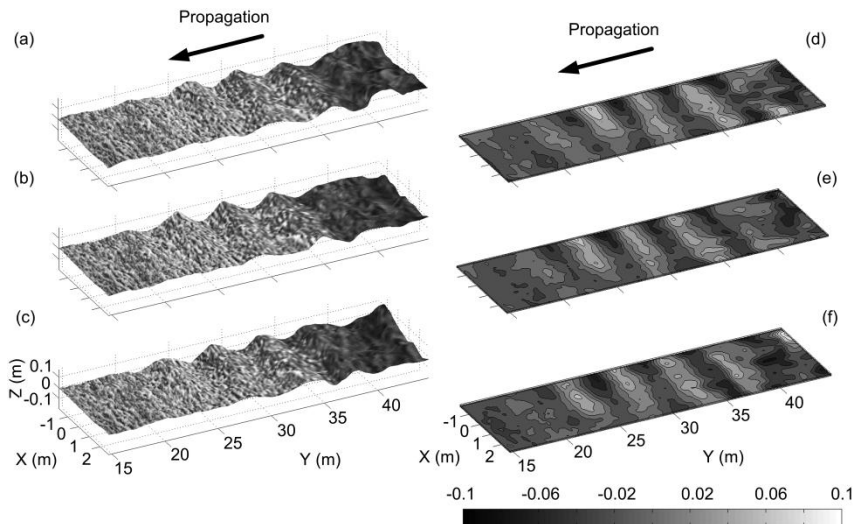 Propagation
(a)
(b)
(c)
0.1
0
-0.1
Z (m)
-1
0
1
2
X (m)
15
20
25
30
35
40
Y (m)
Propagation
(d)
(e)
(f)
-1
0
1
2
X (m)
15
20
25
30
35
40
Y (m)
-0.1 -0.06 -0.02 0.02 0.06 0.1